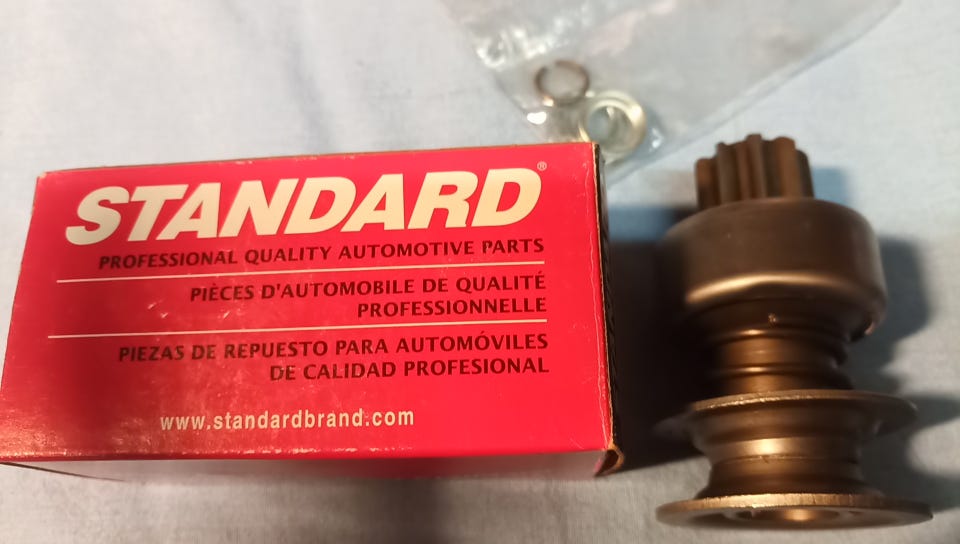 STANDARD®
PROFESSIONAL QUALITY AUTOMOTIVE PARTS
PIÈCES D'AUTOMOBILE DE QUALITÉ
PROFESSIONNELLE
PIEZAS DE REPUESTO PARA AUTOMÓVILES
DE CALIDAD PROFESIONAL
www.standardbrand.com